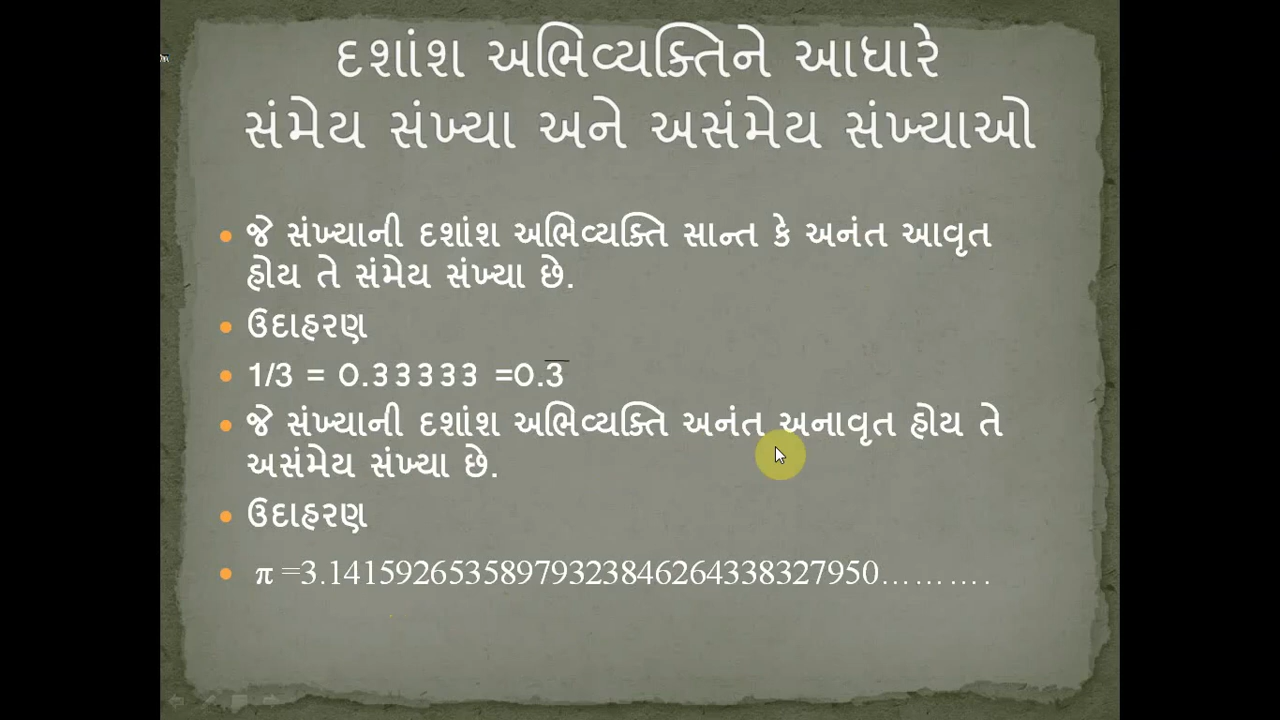 દશાંશ અભિવ્યક્તિને આધારે
સંમેય સંખ્યા અને અસંમેય સંખ્યાઓ
• જે સંખ્યાની દશાંશ અભિવ્યક્તિ સાન્ત કે અનંત આવૃત
હોય તે સંમેય સંખ્યા છે.
• ઉદાહરણ
• 1/3 = 0.૩૩૩૩૩ =0.3̅
• જે સંખ્યાની દશાંશ અભિવ્યક્તિ અનંત અનાવૃત હોય તે
અસંમેય સંખ્યા છે.
• ઉદાહરણ
• π =3.14159265358979323846264338327950……….